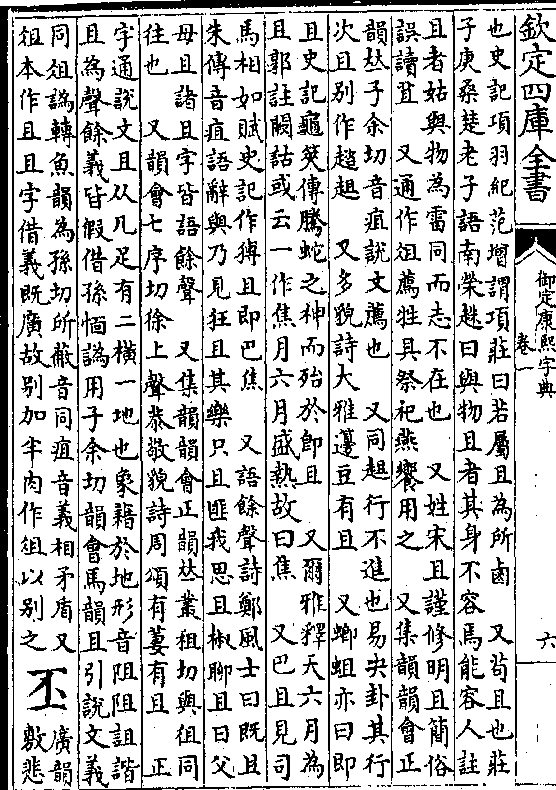 欽定四庫全書
御定康熙字典
卷一
六
也史記項羽紀范增謂項莊曰若屬且為所鹵　又苟且也莊
子庚桑楚老子語南榮趎曰與物且者其身不容焉能容人註
且者姑與物為雷同而志不在也　又姓宋且謹修明且簡俗
誤讀　又通作俎薦牲具祭祀燕饗用之　又集韻韻會正
韻𠀤子余切音疽說文薦也　又同趄行不進也易夬卦其行
次且別作趑趄　又多貌詩大雅籩豆有且　又螂蛆亦曰即
且史記龜筴傳騰蛇之神而殆於即且　又爾雅釋天六月為
且郭註闕詁或云一作焦月六月盛熱故曰焦　又巴且見司
馬相如賦史記作猼且即巴焦　又語餘聲詩鄭風士曰既且
朱傳音疽語辭與乃見狂且其樂只且匪我思且椒聊且曰父
母且諸且字皆語餘聲　又集韻韻會正韻𠀤叢租切與徂同
往也　又韻會七序切徐上聲恭敬貌詩周頌有萋有且　正
字通說文且从几足有二橫一地也象藉於地形音阻阻詛諧
且為聲餘義皆假借孫愐譌用子余切韻會馬韻且引說文義
同俎譌轉魚韻為孫切所蔽音同疽音義相矛盾又
俎本作且且字借義既廣故別加半肉作俎以別之
丕
廣韻
敷悲